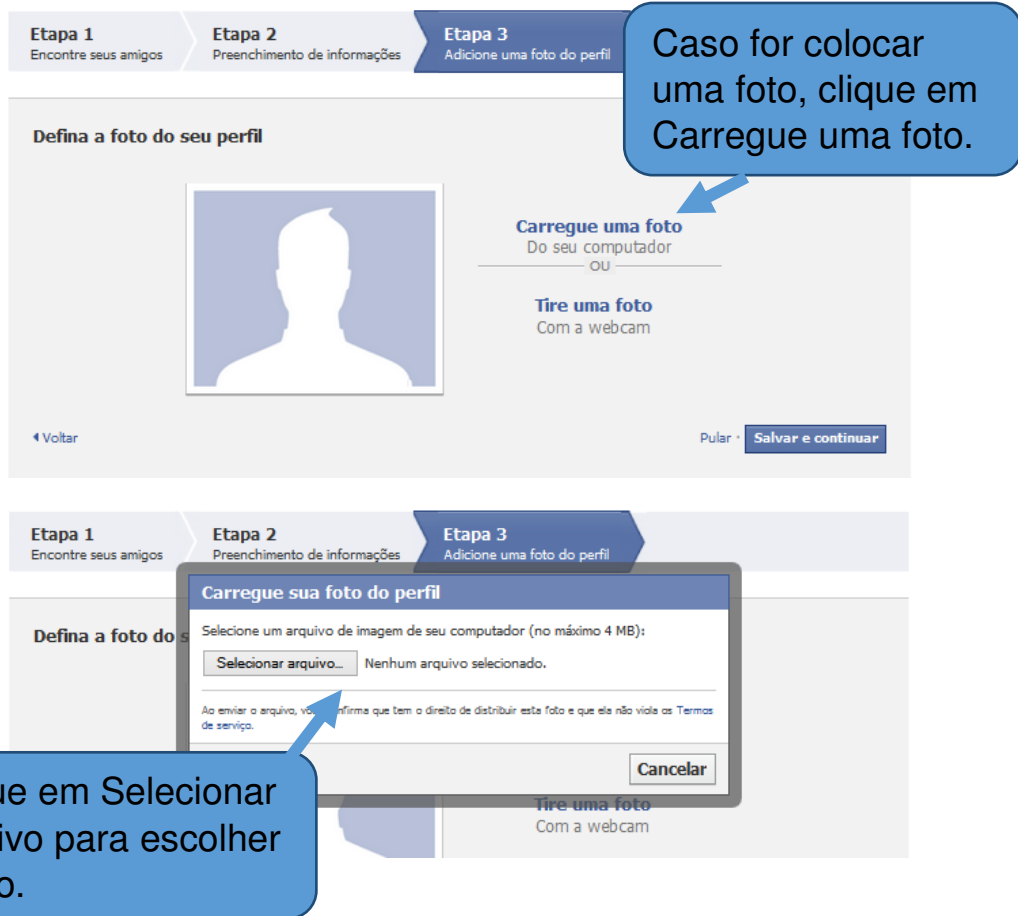 Etapa 1
Encontre seus amigos
Etapa 2
Preenchimento de informações
Etapa 3
Adicione uma foto do perfil
Caso for colocar
uma foto, clique em
Carregue uma foto.
Defina a foto do seu perfil
Carregue uma foto
Do seu computador
OU
Tire uma foto
Com a webcam
Voltar
Pular · Salvar e continuar
Etapa 1
Encontre seus amigos
Etapa 2
Preenchimento de informações
Etapa 3
Adicione uma foto do perfil
Carregue sua foto do perfil
Defina a foto do s
Selecione um arquivo de imagem de seu computador (no máximo 4 MB):
Selecionar arquivo... Nenhum arquivo selecionado.
Ao enviar o arquivo, confirma que tem o direito de distribuir esta foto e que ela não viola os Termos
de serviço.
Cancelar
em Selecionar
para escolher
Tire uma foto
Com a webcam